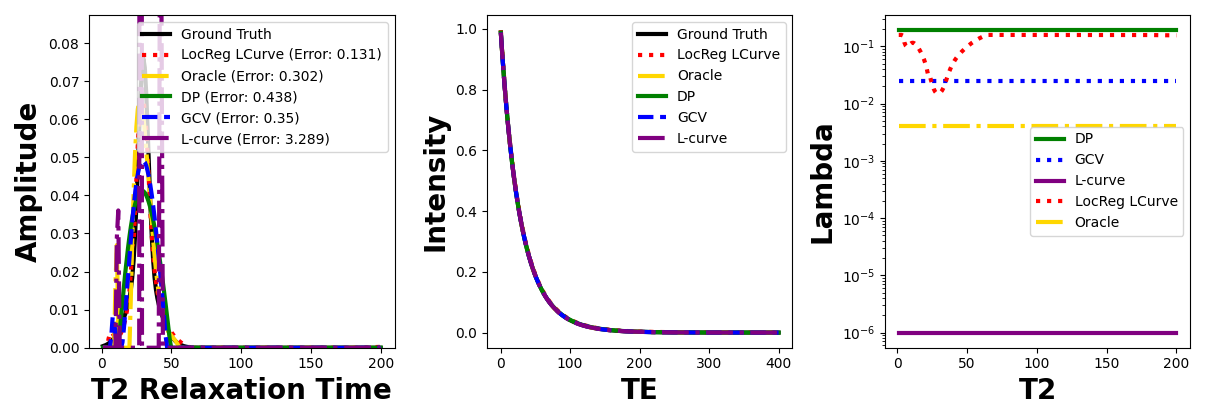 Amplitude
0.08
0.07
0.06
0.05
0.04
0.03
0.02
0.01
0.00
0 50 100 150 200
T2 Relaxation Time
Ground Truth
LocReg LCurve (Error: 0.131)
Oracle (Error: 0.302)
DP (Error: 0.438)
GCV (Error: 0.35)
L-curve (Error: 3.289)
Intensity
1.0
0.8
0.6
0.4
0.2
0.0
0 100 200 300 400
TE
Ground Truth
LocReg LCurve
Oracle
DP
GCV
L-curve
Lambda
10⁻¹
10⁻²
10⁻³
10⁻⁴
10⁻⁵
10⁻⁶
0 50 100 150 200
T2
DP
GCV
L-curve
LocReg LCurve
Oracle